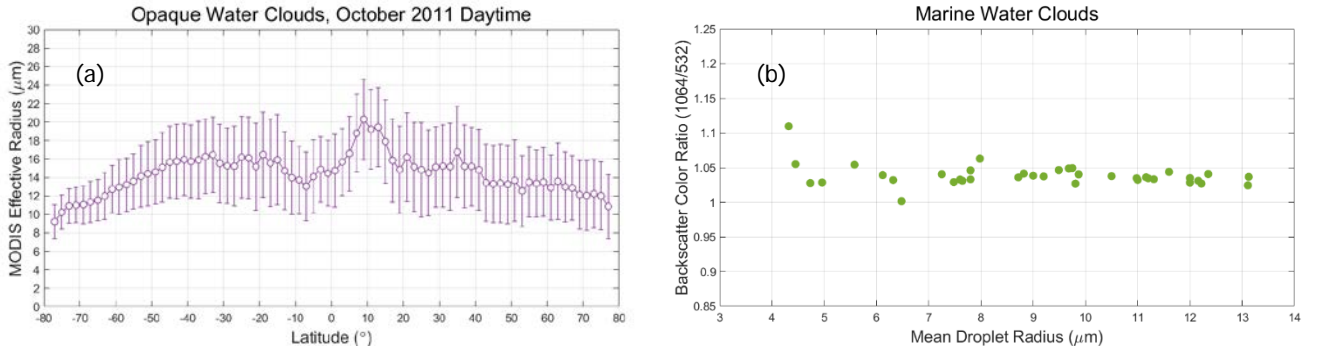 Opaque Water Clouds, October 2011 Daytime
(a)
MODIS Effective Radius (μm)
30
28
26
24
22
20
18
16
14
12
10
8
6
4
2
0
-80 -70 -60 -50 -40 -30 -20 -10 0 10 20 30 40 50 60 70 80
Latitude (°)
Marine Water Clouds
(b)
Backscatter Color Ratio (1064/532)
1.25
1.2
1.15
1.1
1.05
1
0.95
0.9
0.85
3 4 5 6 7 8 9 10 11 12 13 14
Mean Droplet Radius (μm)